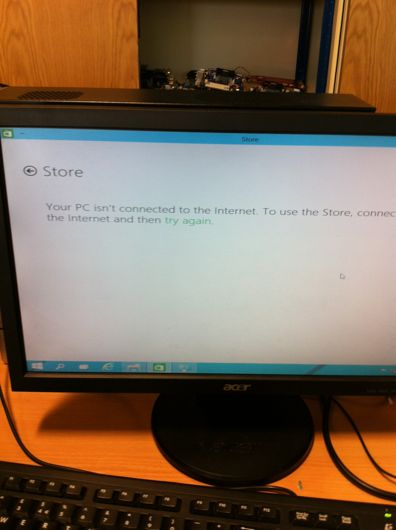 Store
Store
Your PC isn't connected to the Internet. To use the Store, connec
the Internet and then try again.
acer